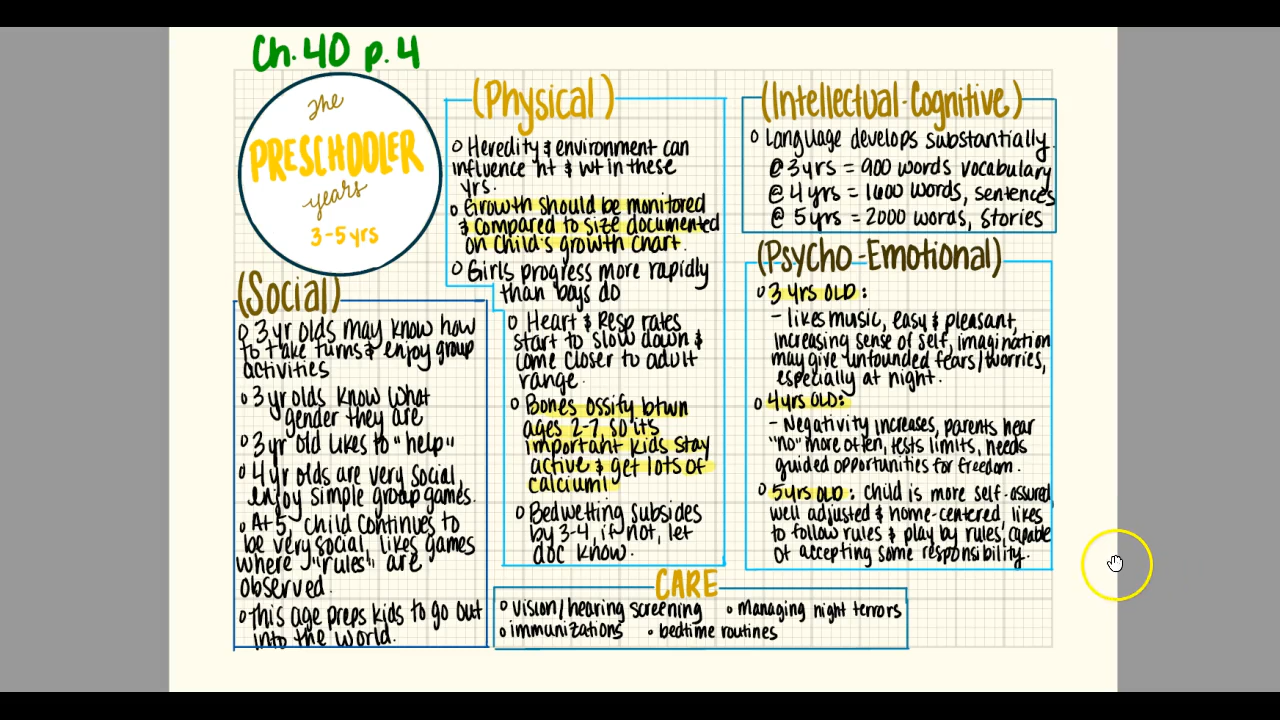 Ch. 40 p. 4
The
PRESCHOOLER
years
3-5 yrs
(Social)
○ 3 yr olds may know how
to take turns & enjoy group
activities
○ 3 yr olds know what
gender they are
○ 3 yr old likes to "help"
○ 4 yr olds are very social,
enjoy simple group games.
○ At 5, child continues to
be very social, likes games
where "rules" are
observed.
○ This age preps kids to go out
into the world.
(Physical)
○ Heredity & environment can
influence ht & wt in these
yrs.
○ Growth should be monitored
& compared to size documented
on child's growth chart.
○ Girls progress more rapidly
than boys do
○ Heart & Resp rates
start to slow down &
come closer to adult
range.
○ Bones ossify btwn
ages 2-7, so its
important kids stay
active & get lots of
calcium!
○ Bedwetting subsides
by 3-4, if not, let
doc know.
(Intellectual-Cognitive)
○ Language develops substantially.
@ 3 yrs = 900 words vocabulary
@ 4 yrs = 1600 words, sentences
@ 5 yrs = 2000 words, stories
(Psycho-Emotional)
○ 3 yrs OLD:
- likes music, easy & pleasant,
increasing sense of self, imagination
may give unfounded fears/worries,
especially at night.
○ 4 yrs OLD:
- Negativity increases, parents hear
"no" more often, tests limits, needs
guided opportunities for freedom.
○ 5 yrs OLD: child is more self-assured,
well adjusted & home-centered, likes
to follow rules & play by rules, capable
of accepting some responsibility.
CARE
○ vision/hearing screening ○ managing night terrors
○ immunizations ○ bedtime routines